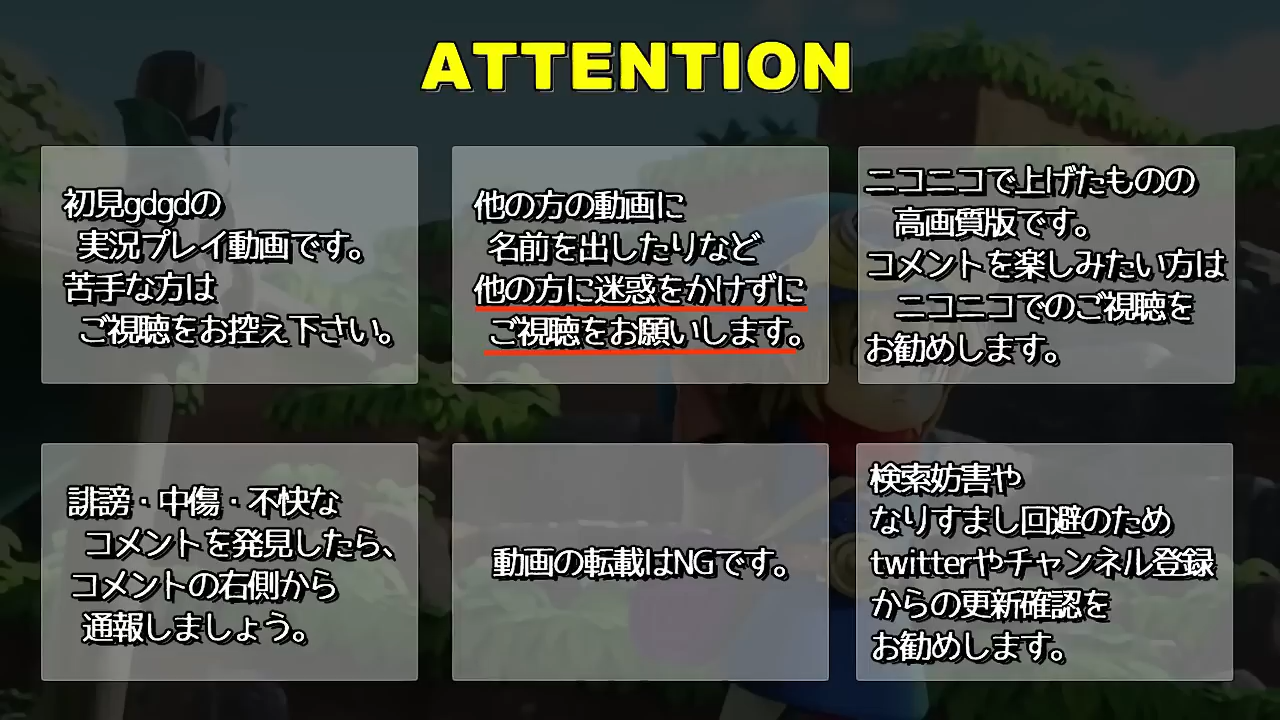 ATTENTION
初見gdgdの
実況プレイ動画です。
苦手な方は
ご視聴をお控え下さい。
他の方の動画に
名前を出したりなど
他の方に迷惑をかけずに
ご視聴をお願いします。
ニコニコで上げたものの
高画質版です。
コメントを楽しみたい方は
ニコニコでのご視聴を
お勧めします。
誹謗・中傷・不快な
コメントを発見したら、
コメントの右側から
通報しましょう。
動画の転載はNGです。
検索妨害や
なりすまし回避のため
twitterやチャンネル登録
からの更新確認を
お勧めします。